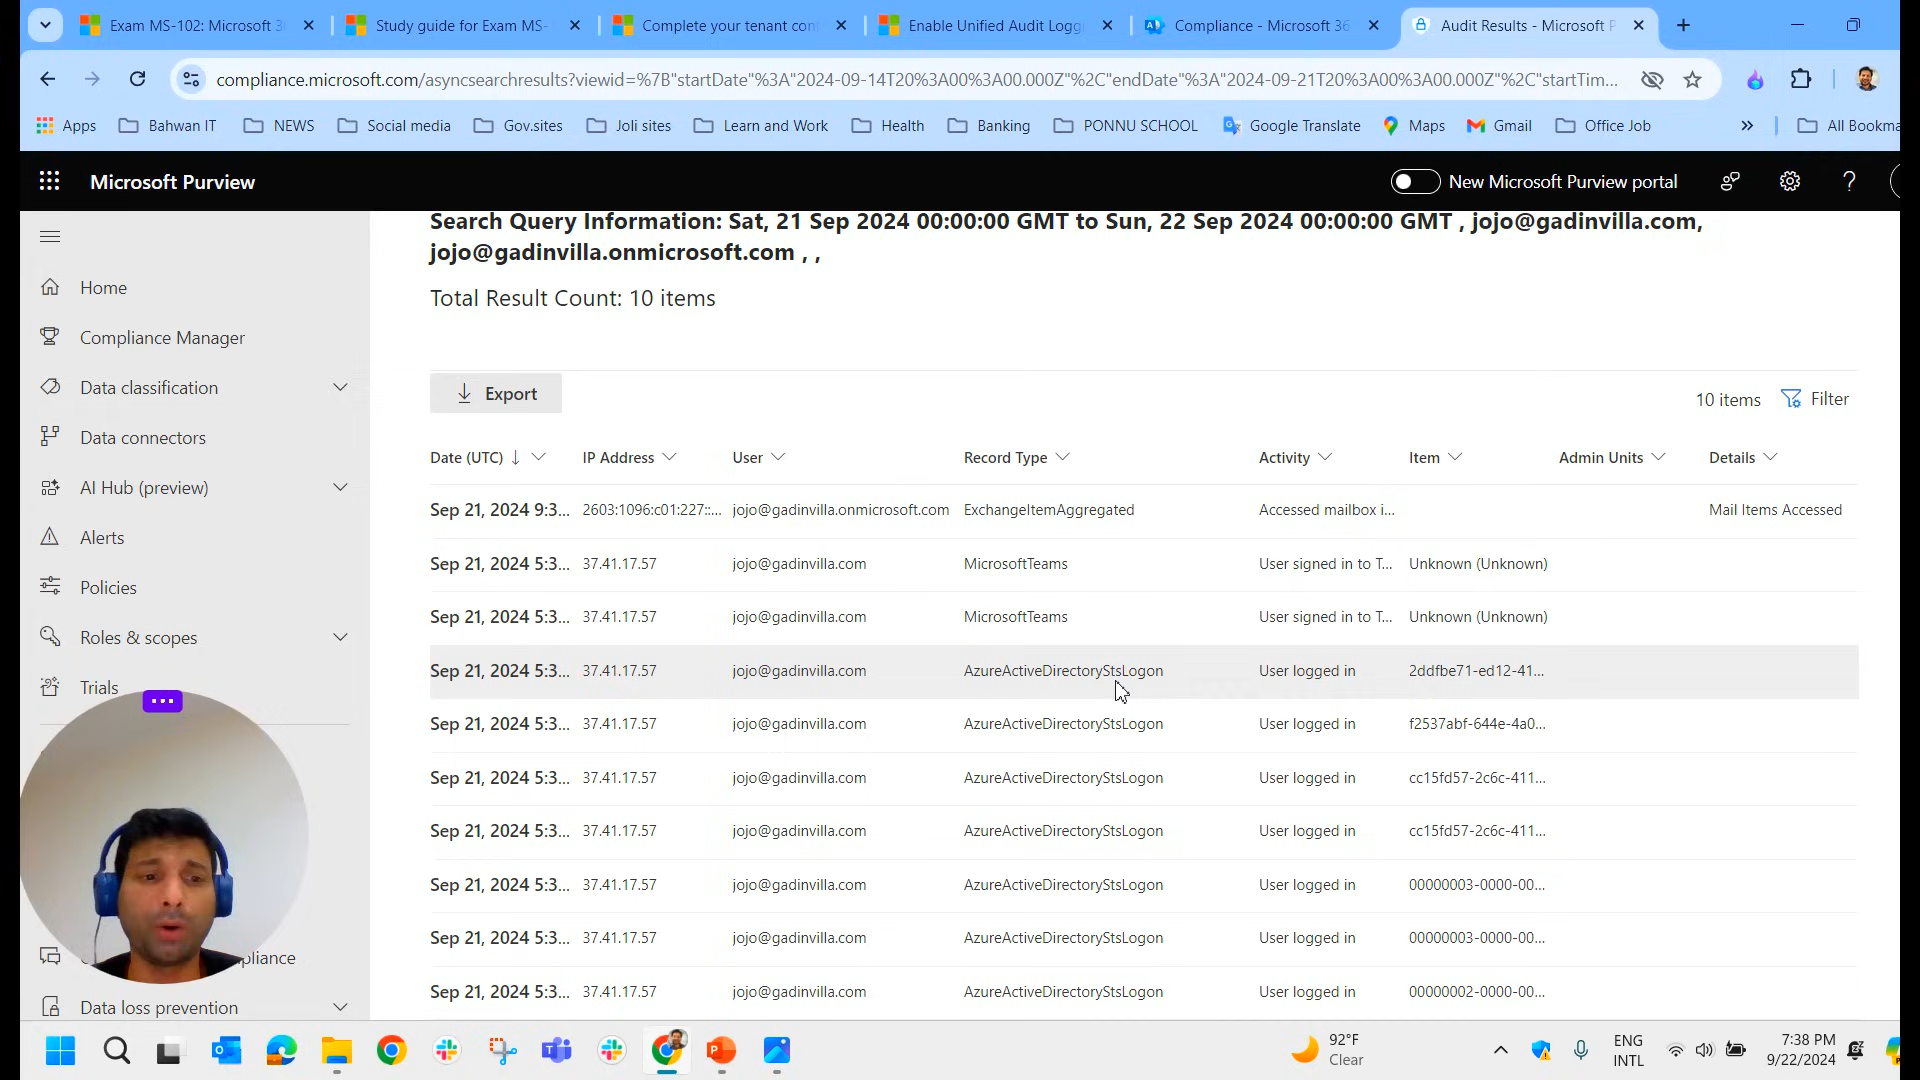 Exam MS-102: Microsoft 3
Study guide for Exam MS-
Complete your tenant con
Enable Unified Audit Loggi
Compliance - Microsoft 36
Audit Results - Microsoft P
compliance.microsoft.com/asyncsearchresults?viewid=%7B"startDate"%3A"2024-09-14T20%3A00%3A00.000Z"%2C"endDate"%3A"2024-09-21T20%3A00%3A00.000Z"%2C"startTim...
Apps Bahwan IT NEWS Social media Gov.sites Joli sites Learn and Work Health Banking PONNU SCHOOL Google Translate Maps Gmail Office Job All Bookma
Microsoft Purview
New Microsoft Purview portal
Search Query Information: Sat, 21 Sep 2024 00:00:00 GMT to Sun, 22 Sep 2024 00:00:00 GMT , jojo@gadinvilla.com,
jojo@gadinvilla.onmicrosoft.com , ,
Total Result Count: 10 items
Home
Compliance Manager
Data classification
Data connectors
AI Hub (preview)
Alerts
Policies
Roles & scopes
Trials
pliance
Data loss prevention
Export
10 items Filter
Date (UTC) IP Address User Record Type Activity Item Admin Units Details
Sep 21, 2024 9:3... 2603:1096:c01:227::... jojo@gadinvilla.onmicrosoft.com ExchangeItemAggregated Accessed mailbox i... Mail Items Accessed
Sep 21, 2024 5:3... 37.41.17.57 jojo@gadinvilla.com MicrosoftTeams User signed in to T... Unknown (Unknown)
Sep 21, 2024 5:3... 37.41.17.57 jojo@gadinvilla.com MicrosoftTeams User signed in to T... Unknown (Unknown)
Sep 21, 2024 5:3... 37.41.17.57 jojo@gadinvilla.com AzureActiveDirectoryStsLogon User logged in 2ddfbe71-ed12-41...
Sep 21, 2024 5:3... 37.41.17.57 jojo@gadinvilla.com AzureActiveDirectoryStsLogon User logged in f2537abf-644e-4a0...
Sep 21, 2024 5:3... 37.41.17.57 jojo@gadinvilla.com AzureActiveDirectoryStsLogon User logged in cc15fd57-2c6c-411...
Sep 21, 2024 5:3... 37.41.17.57 jojo@gadinvilla.com AzureActiveDirectoryStsLogon User logged in cc15fd57-2c6c-411...
Sep 21, 2024 5:3... 37.41.17.57 jojo@gadinvilla.com AzureActiveDirectoryStsLogon User logged in 00000003-0000-00...
Sep 21, 2024 5:3... 37.41.17.57 jojo@gadinvilla.com AzureActiveDirectoryStsLogon User logged in 00000003-0000-00...
Sep 21, 2024 5:3... 37.41.17.57 jojo@gadinvilla.com AzureActiveDirectoryStsLogon User logged in 00000002-0000-00...
92°F
Clear
ENG
INTL
7:38 PM
9/22/2024